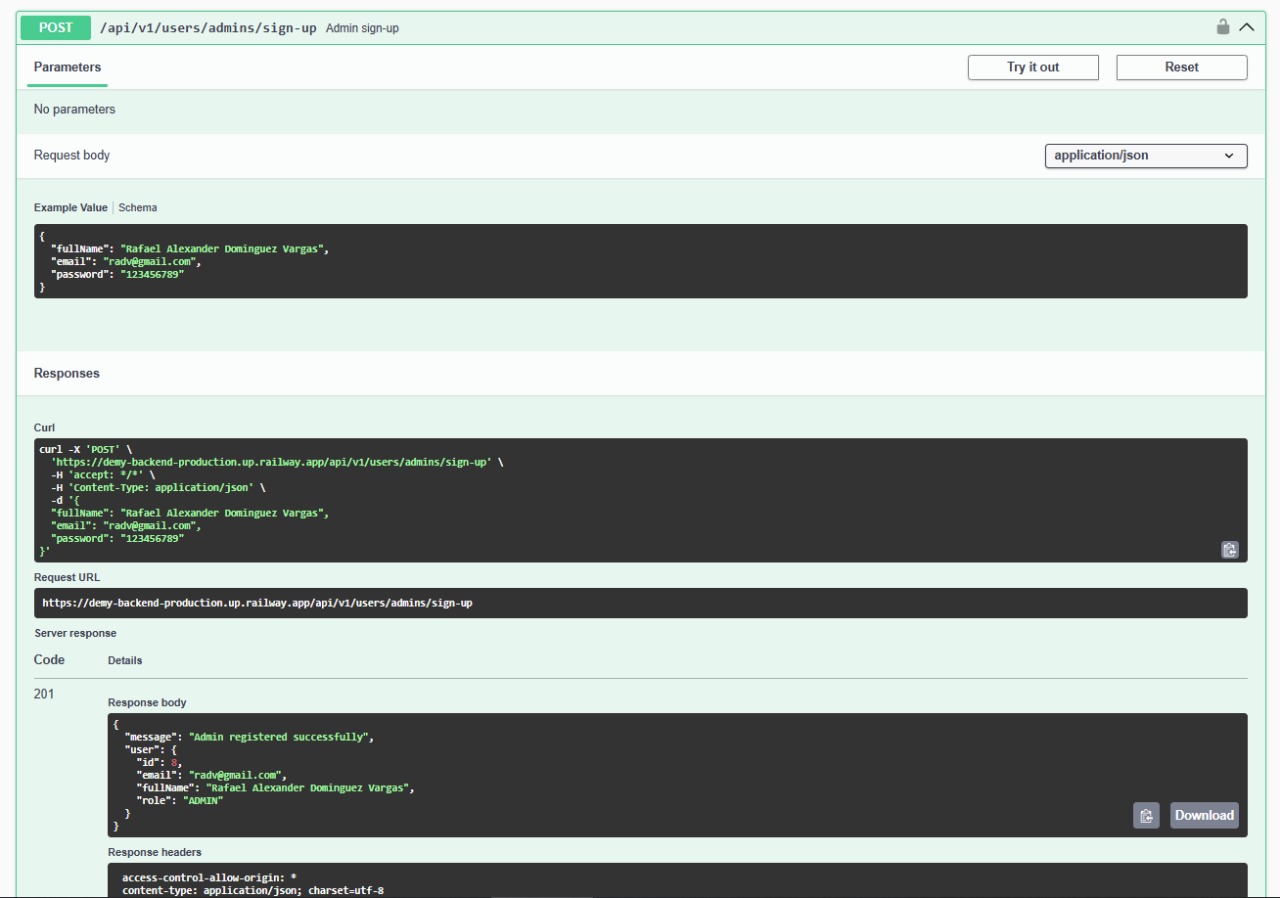 POST /api/v1/users/admins/sign-up Admin sign-up
Parameters Try it out Reset
No parameters
Request body application/json
Example Value Schema
{
"fullName": "Rafael Alexander Dominguez Vargas",
"email": "radv@gmail.com",
"password": "123456789"
}
Responses
Curl
curl -X 'POST' \
'https://demy-backend-production.up.railway.app/api/v1/users/admins/sign-up' \
-H 'accept: */*' \
-H 'Content-Type: application/json' \
-d '{
"fullName": "Rafael Alexander Dominguez Vargas",
"email": "radv@gmail.com",
"password": "123456789"
}'
Request URL
https://demy-backend-production.up.railway.app/api/v1/users/admins/sign-up
Server response
Code Details
201
Response body
{
"message": "Admin registered successfully",
"user": {
"id": 8,
"email": "radv@gmail.com",
"fullName": "Rafael Alexander Dominguez Vargas",
"role": "ADMIN"
}
}
Download
Response headers
access-control-allow-origin: *
content-type: application/json; charset=utf-8